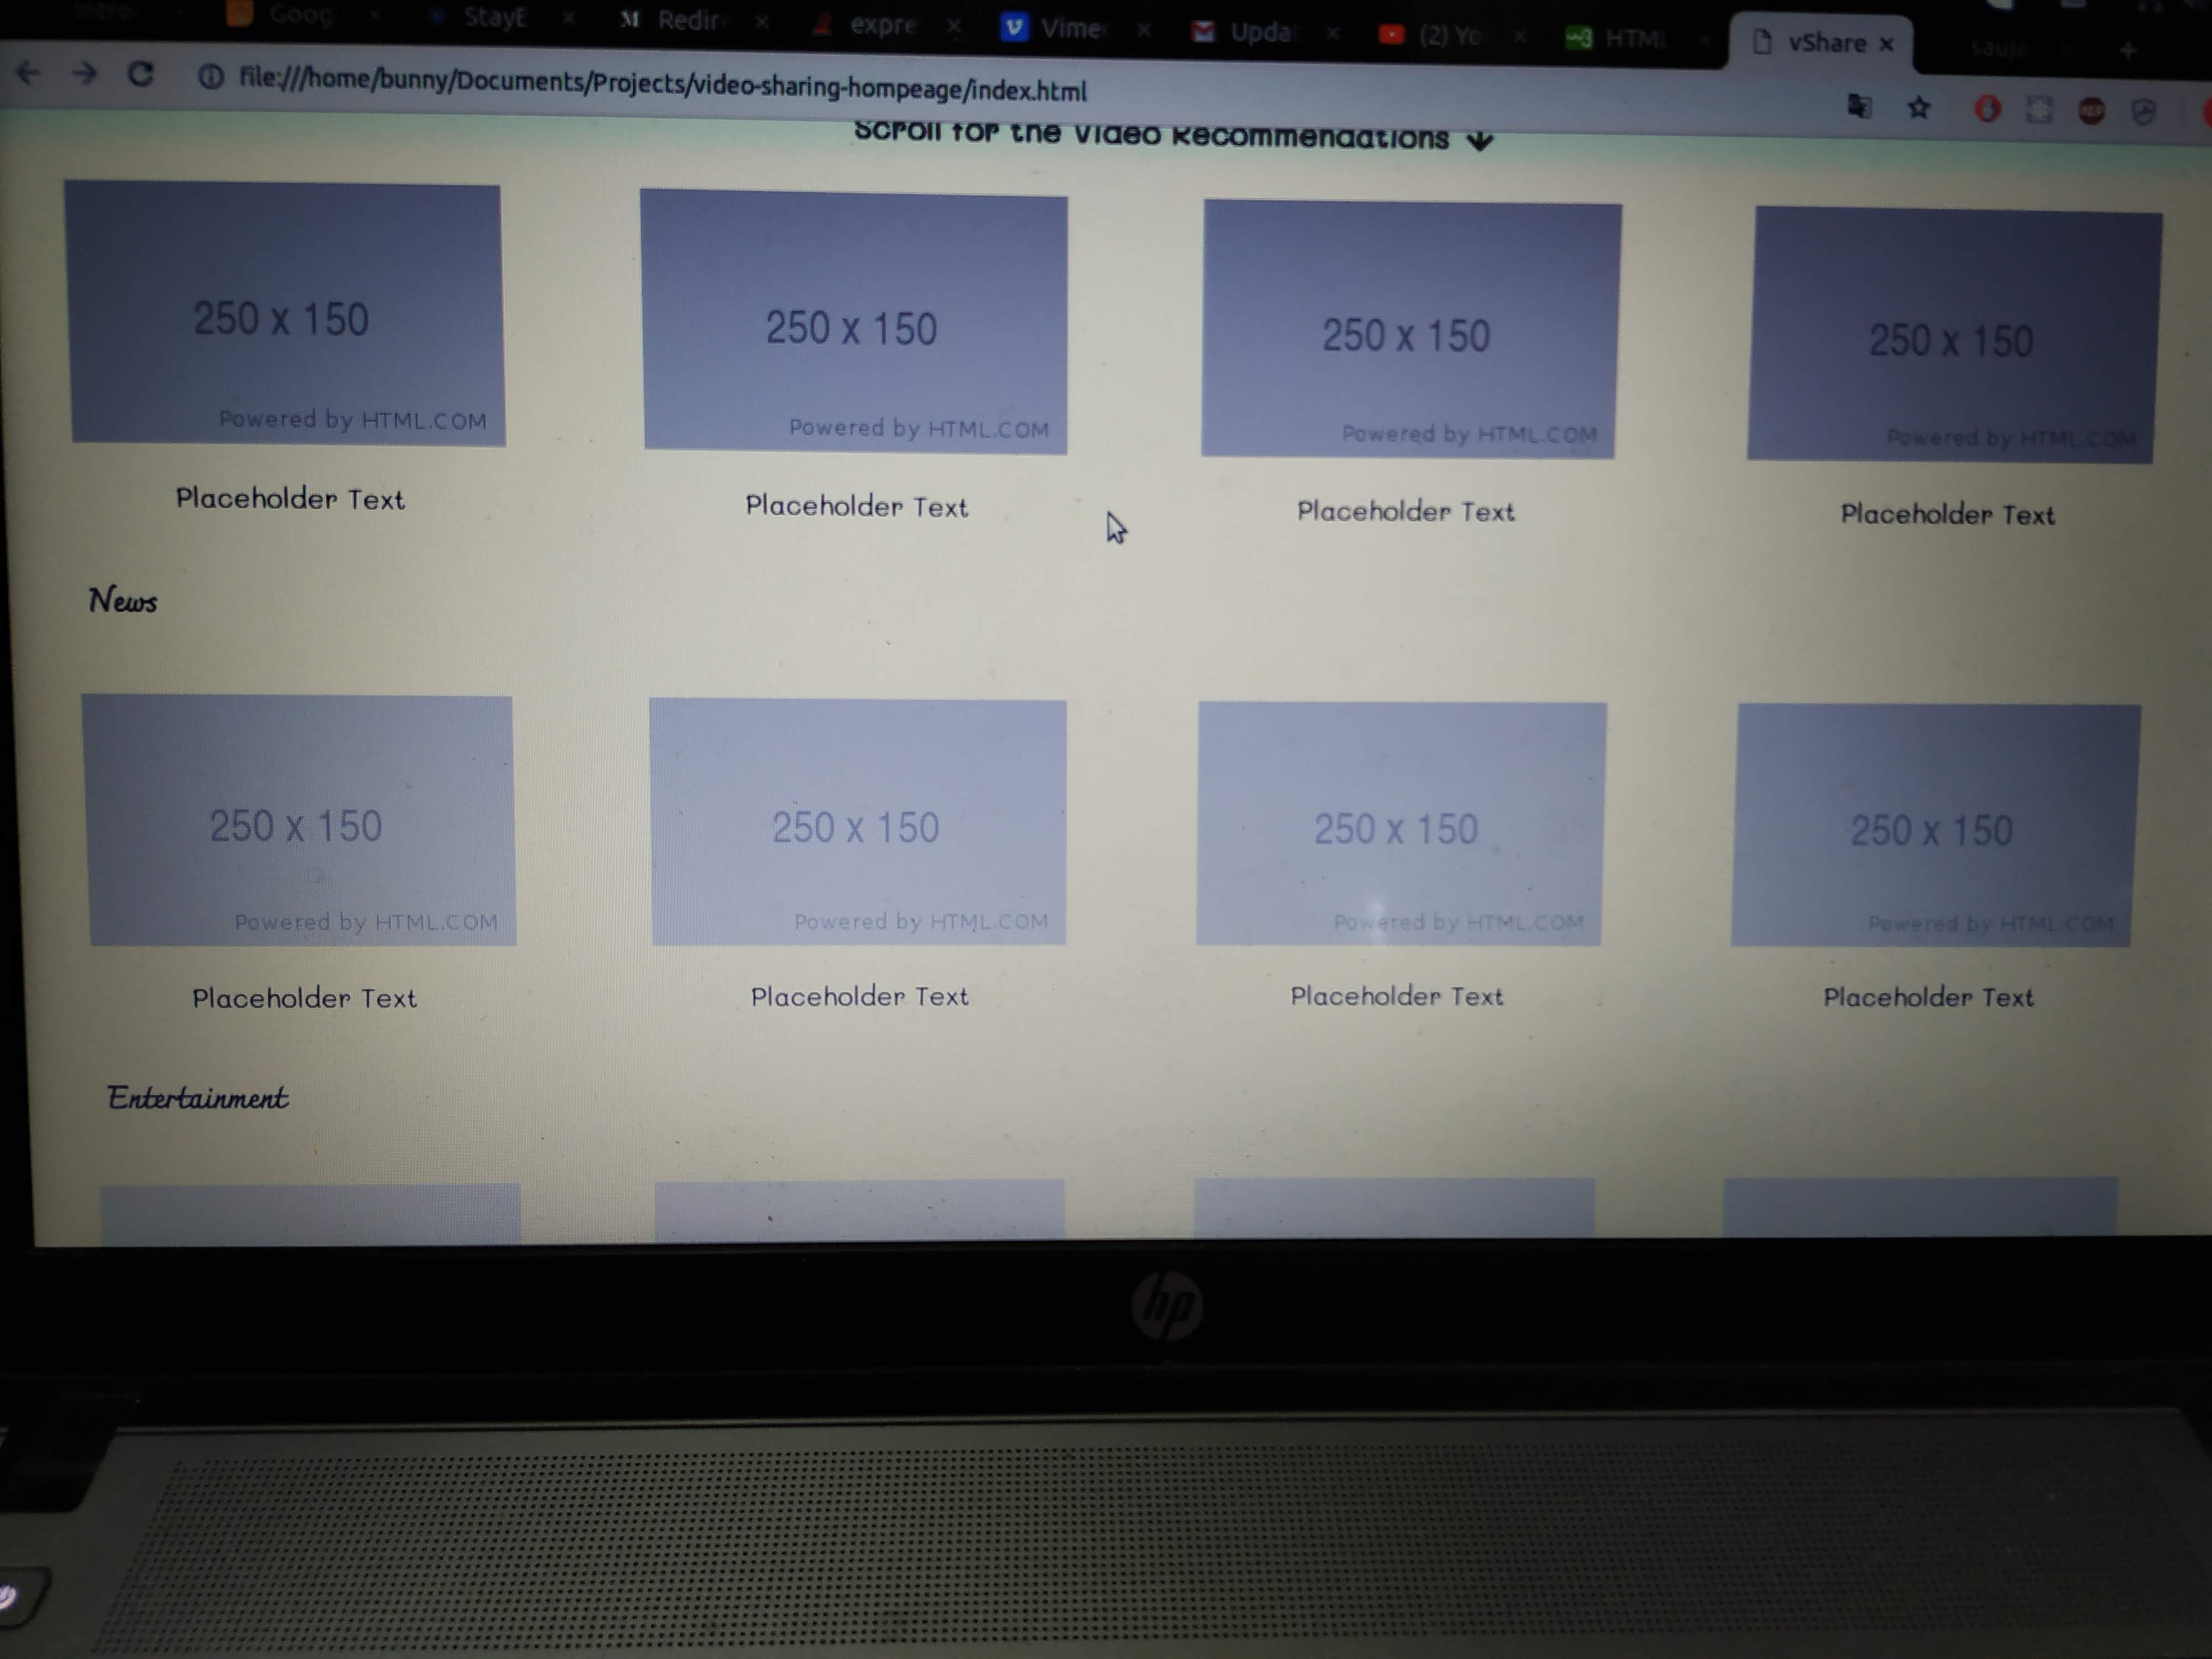 Intro Goog StayE M Redir expre Vime Upda (2) Yo HTML vShare sauje
file:///home/bunny/Documents/Projects/video-sharing-hompeage/index.html
Scroll for the Video Recommendations ↓
250 x 150 250 x 150 250 x 150 250 x 150
Powered by HTML.COM Powered by HTML.COM Powered by HTML.COM Powered by HTML.COM
Placeholder Text Placeholder Text Placeholder Text Placeholder Text
News
250 x 150 250 x 150 250 x 150 250 x 150
Powered by HTML.COM Powered by HTML.COM Powered by HTML.COM Powered by HTML.COM
Placeholder Text Placeholder Text Placeholder Text Placeholder Text
Entertainment
hp